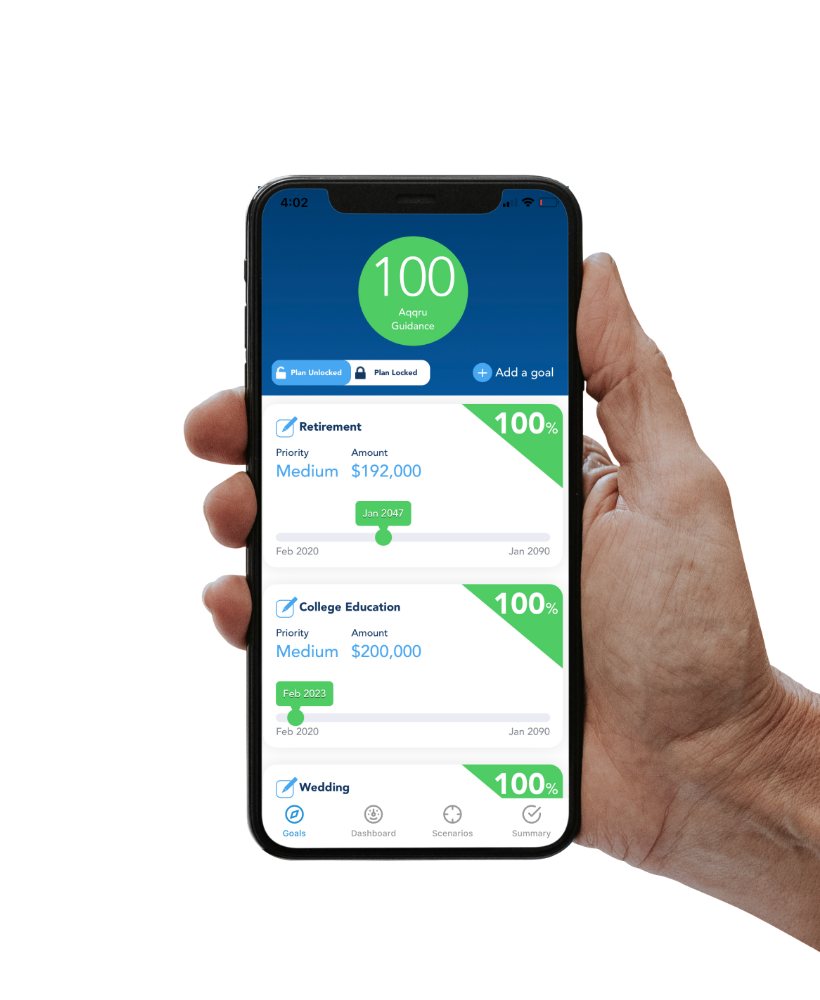 4:02
100
Aqqru
Guidance
Plan Unlocked Plan Locked Add a goal
Retirement 100%
Priority Amount
Medium $192,000
Jan 2047
Feb 2020 Jan 2090
College Education 100%
Priority Amount
Medium $200,000
Feb 2023
Feb 2020 Jan 2090
Wedding 100%
Goals Dashboard Scenarios Summary